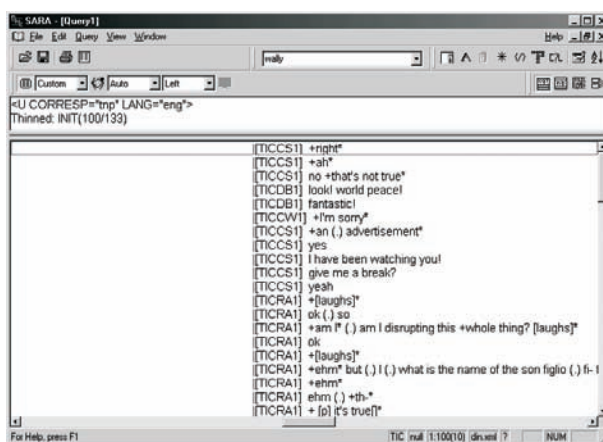 SARA - [Query1]
File Edit Query View Window Help
wally
Custom Auto Left
<U CORRESP="tnp" LANG="eng">
Thinned: INIT(100/133)
[TICCS1] +right*
[TICCS1] +ah*
[TICCS1] no +that's not true*
[TICDB1] look! world peace!
[TICDB1] fantastic!
[TICCW1] +I'm sorry*
[TICCS1] +an (.) advertisement*
[TICCS1] yes
[TICCS1] I have been watching you!
[TICCS1] give me a break?
[TICCS1] yeah
[TICRA1] +[laughs]*
[TICRA1] ok (.) so
[TICRA1] +am I* (.) am I disrupting this +whole thing? [laughs]*
[TICRA1] ok
[TICRA1] +[laughs]*
[TICRA1] +ehm* but (.) I (.) what is the name of the son figlio (.) fi-
[TICRA1] +ehm*
[TICRA1] ehm (.) +th-*
[TICRA1] + [p] it's true[]*
For Help, press F1 TIC null 1:100(10) din.xml ? NUM